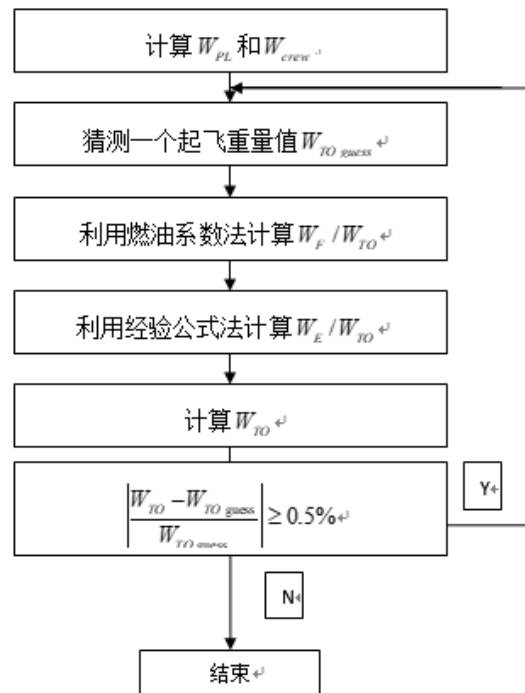 计算 W_PL 和 W_crew
猜测一个起飞重量值 W_TO guess ↵
利用燃油系数法计算 W_F / W_TO ↵
利用经验公式法计算 W_E / W_TO ↵
计算 W_TO ↵
|(W_TO − W_TO guess) / W_TO guess| ≥ 0.5% ↵
Y
N
结束 ↵